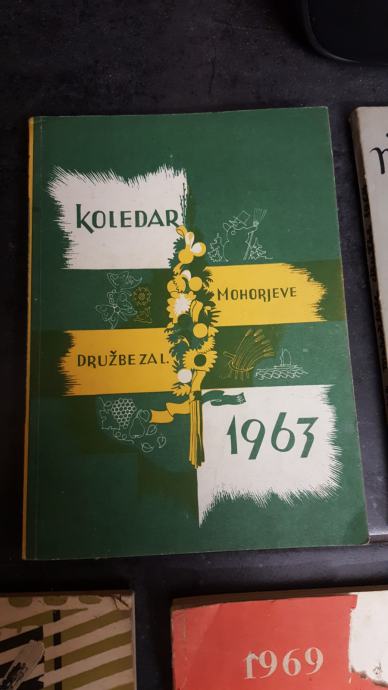 KOLEDAR
MOHORJEVE
DRUŽBE ZA L.
1963
1969